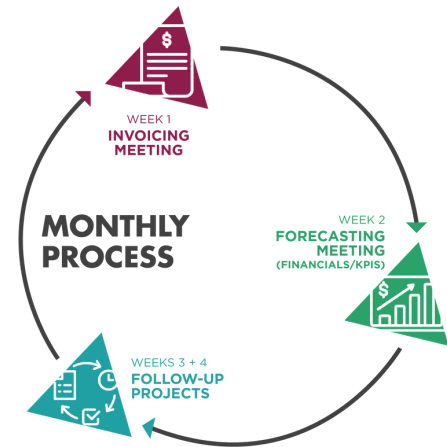 WEEK 1
INVOICING
MEETING
MONTHLY
PROCESS
WEEK 2
FORECASTING
MEETING
(FINANCIALS/KPIS)
WEEKS 3 + 4
FOLLOW-UP
PROJECTS
$
$